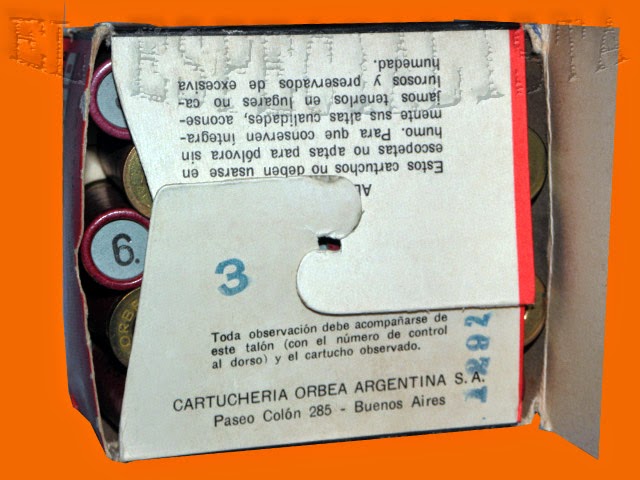 Estos cartuchos no deben usarse en
escopetas no aptas para pólvora sin
humo. Para que conserven íntegra-
mente sus altas cualidades, aconse-
jamos tenerlos en lugares no ca-
lurosos y preservados de excesiva
humedad.
6.
ORB
3
Toda observación debe acompañarse de
este talón (con el número de control
al dorso) y el cartucho observado.
CARTUCHERIA ORBEA ARGENTINA S. A.
Paseo Colón 285 - Buenos Aires
1292